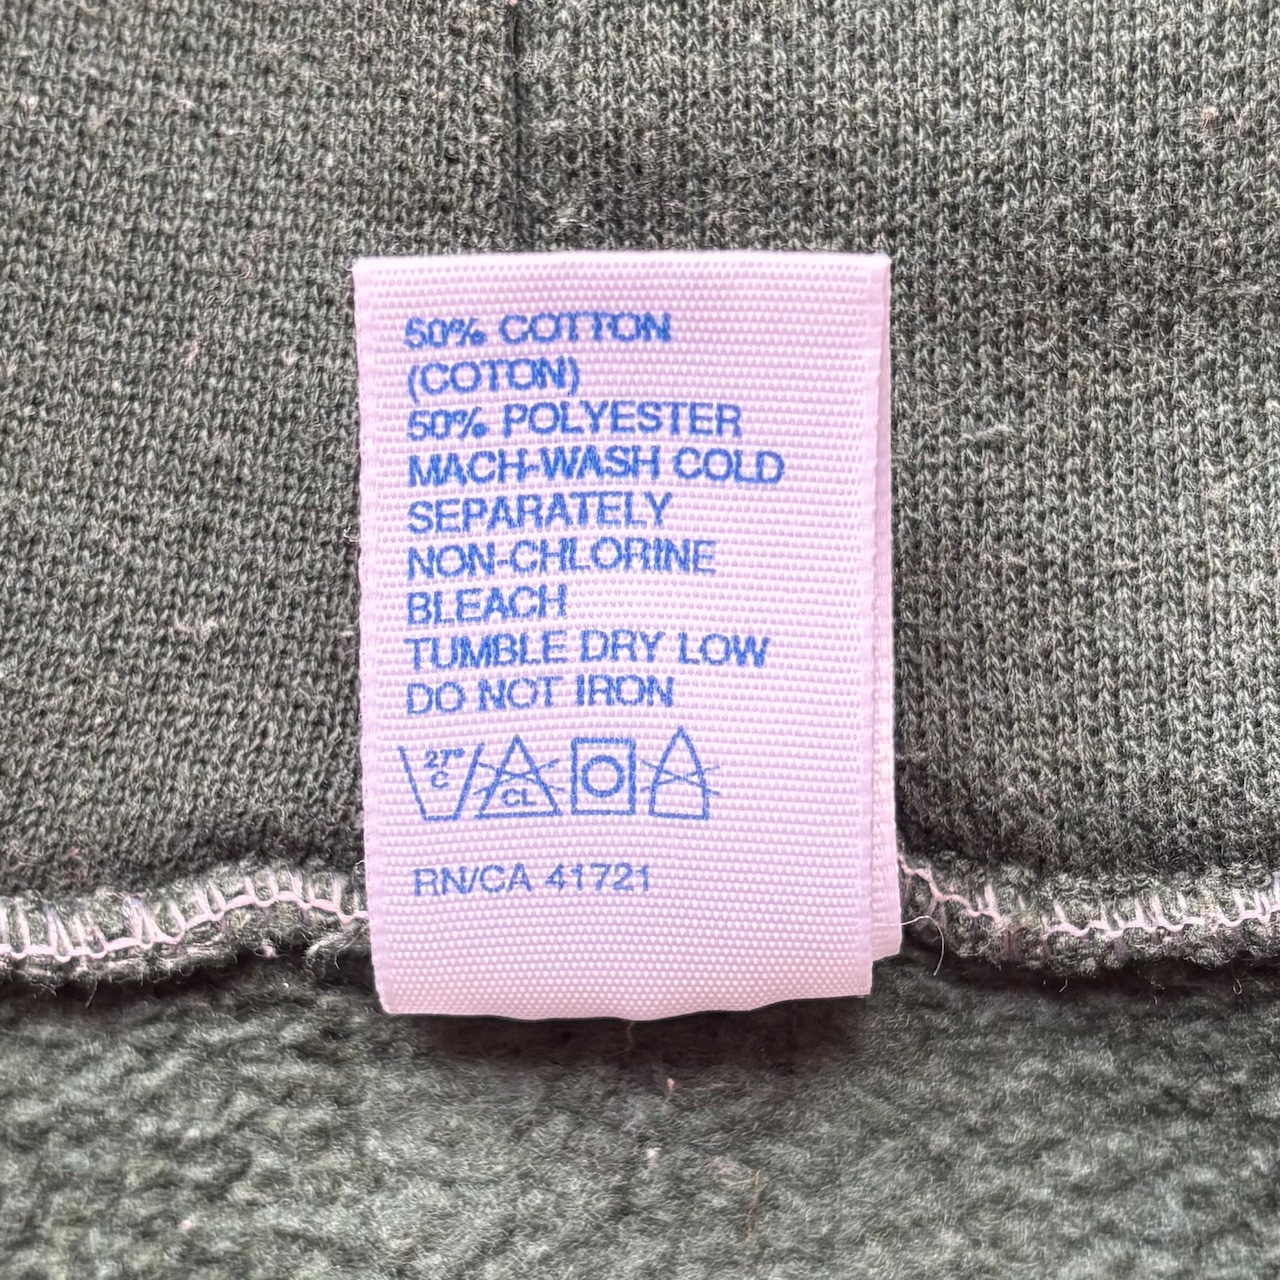 50% COTTON
(COTON)
50% POLYESTER
MACH-WASH COLD
SEPARATELY
NON-CHLORINE
BLEACH
TUMBLE DRY LOW
DO NOT IRON
27°
C
CL
RN/CA 41721